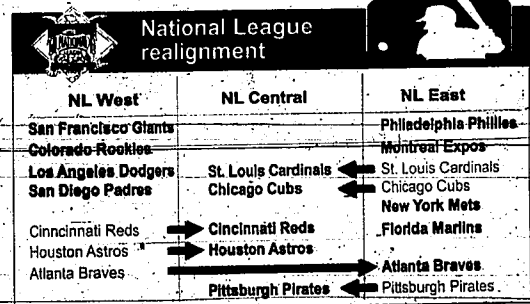 National League
realignment
NL West NL Central NL East
San Francisco Giants Philadelphia Phillies
Colorado Rockies Montreal Expos
Los Angeles Dodgers St. Louis Cardinals St. Louis Cardinals
San Diego Padres Chicago Cubs Chicago Cubs
New York Mets
Cinncinnati Reds Cincinnati Reds Florida Marlins
Houston Astros Houston Astros
Atlanta Braves Atlanta Braves
Pittsburgh Pirates Pittsburgh Pirates